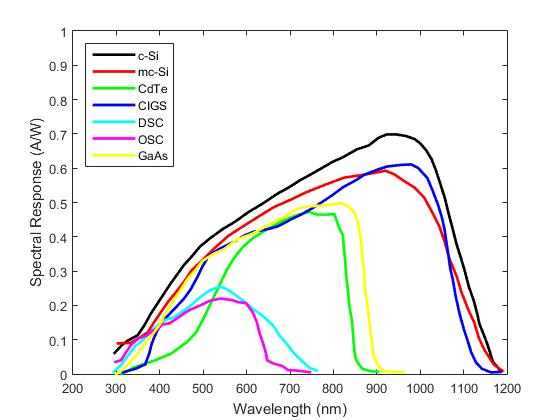 1
0.9
0.8
0.7
0.6
0.5
0.4
0.3
0.2
0.1
0
Spectral Response (A/W)
c-Si
mc-Si
CdTe
CIGS
DSC
OSC
GaAs
200 300 400 500 600 700 800 900 1000 1100 1200
Wavelength (nm)